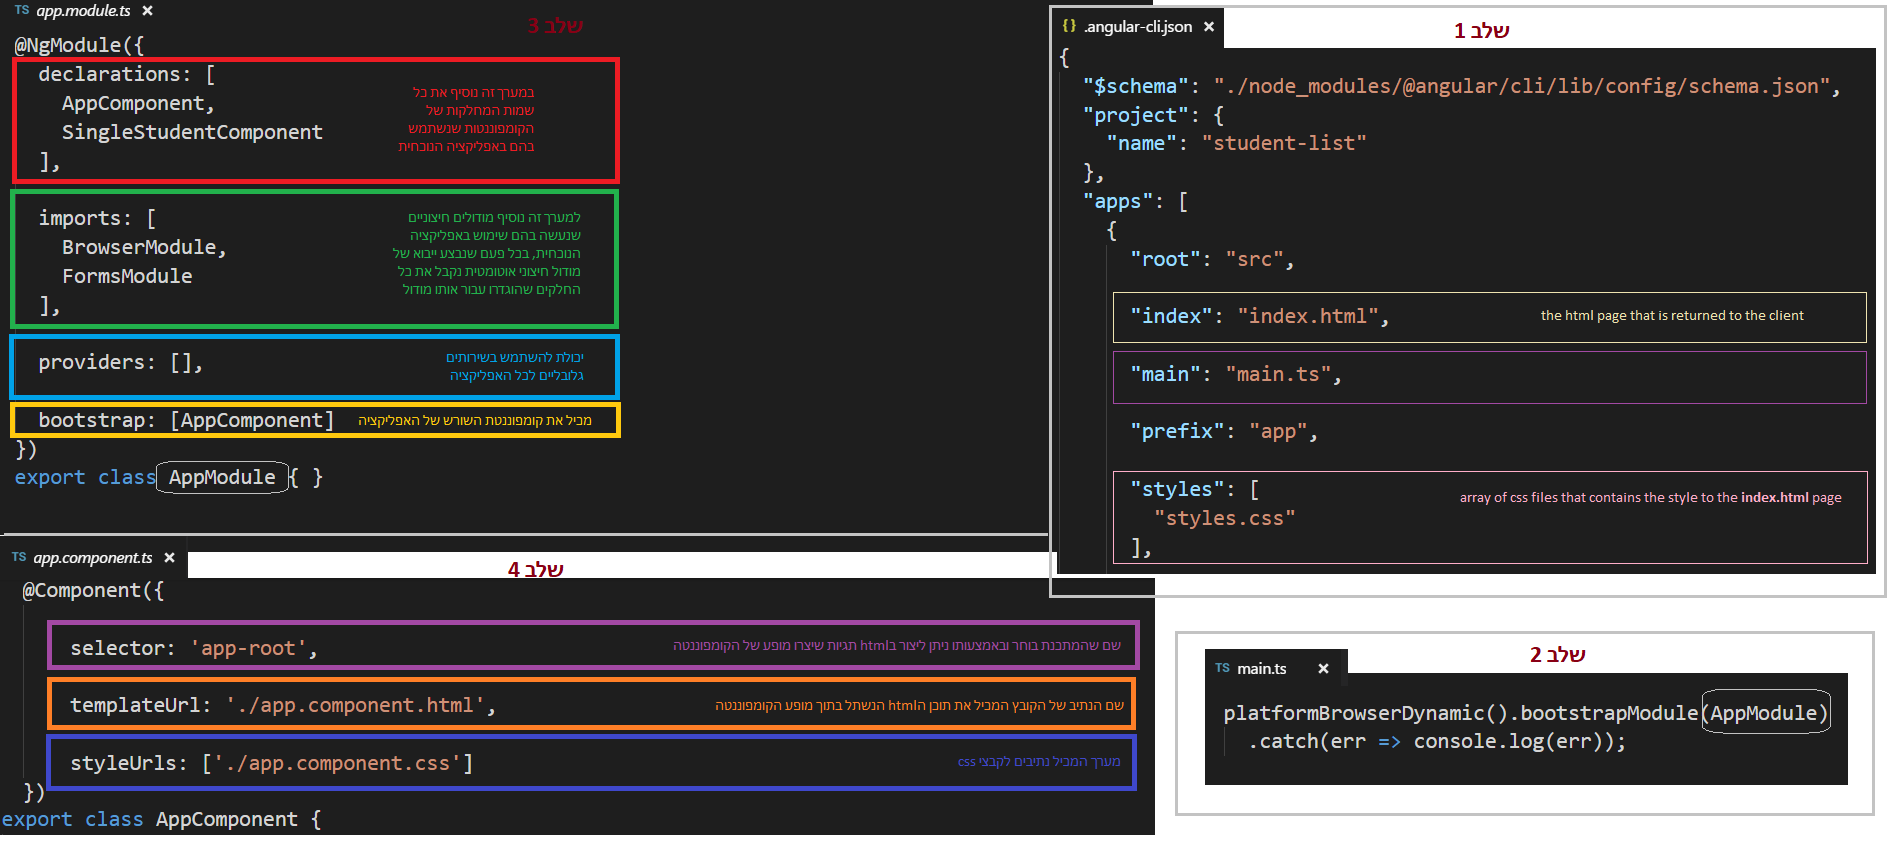 TS app.module.ts ×
שלב 3
@NgModule({
declarations: [
AppComponent,
SingleStudentComponent
],
במערך זה נוסיף את כל
שמות המחלקות של
הקומפוננטות שנשתמש
בהם באפליקציה הנוכחית
imports: [
BrowserModule,
FormsModule
],
למערך זה נוסיף מודולים חיצוניים
שנעשה בהם שימוש באפליקציה
הנוכחית, בכל פעם שנבצע ייבוא של
מודול חיצוני אוטומטית נקבל את כל
החלקים שהוגדרו עבור אותו מודול
providers: [],
יכולת להשתמש בשירותים
גלובליים לכל האפליקציה
bootstrap: [AppComponent]
מכיל את קומפוננטת השורש של האפליקציה
})
export class AppModule { }
{} .angular-cli.json ×
שלב 1
{
"$schema": "./node_modules/@angular/cli/lib/config/schema.json",
"project": {
"name": "student-list"
},
"apps": [
{
"root": "src",
"index": "index.html",
the html page that is returned to the client
"main": "main.ts",
"prefix": "app",
"styles": [
array of css files that contains the style to the index.html page
"styles.css"
],
TS app.component.ts ×
שלב 4
@Component({
selector: 'app-root',
שם שהמתכנת בוחר ובאמצעותו ניתן ליצור בhtml תגיות שיצרו מופע של הקומפוננטה
templateUrl: './app.component.html',
שם הנתיב של הקובץ המכיל את תוכן הhtml הנשתל בתוך מופע הקומפוננטה
styleUrls: ['./app.component.css']
מערך המכיל נתיבים לקבצי css
})
export class AppComponent {
שלב 2
TS main.ts ×
platformBrowserDynamic().bootstrapModule(AppModule)
.catch(err => console.log(err));